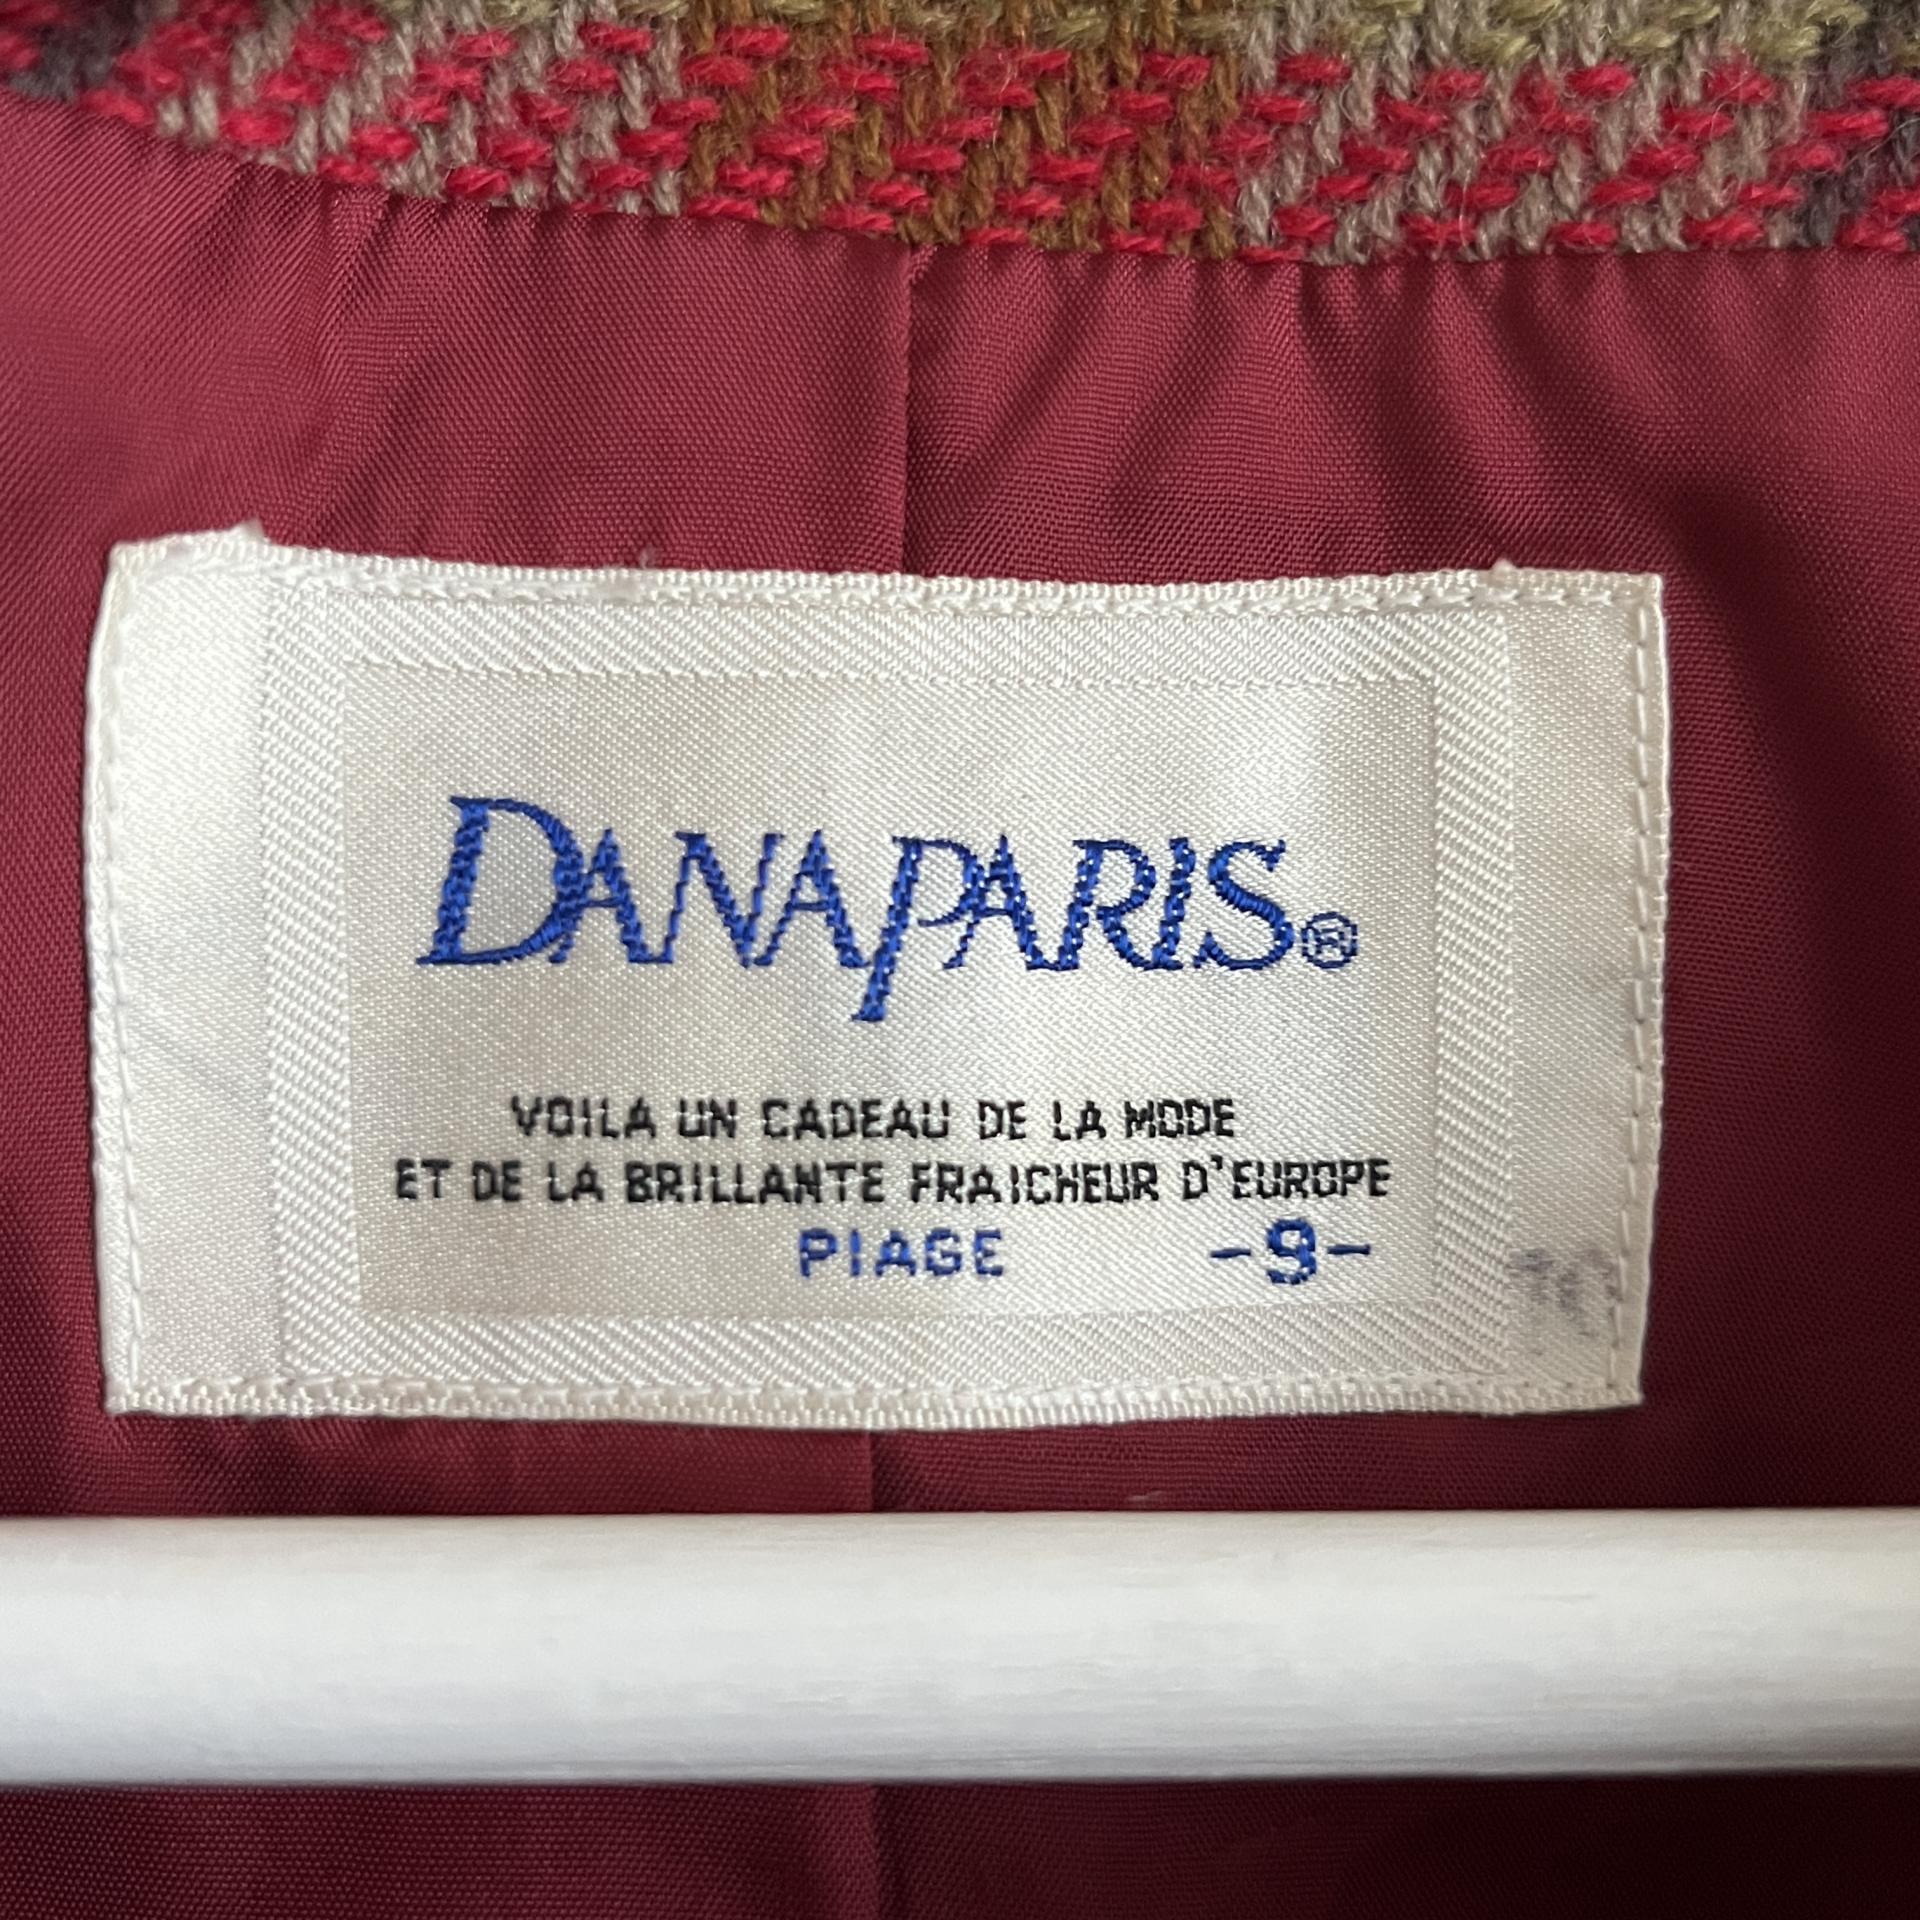 DANAPARIS®
VOILA UN CADEAU DE LA MODE
ET DE LA BRILLANTE FRAICHEUR D'EUROPE
PIAGE -9-